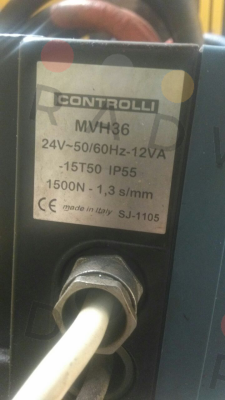 CONTROLLI
MVH36
24V~50/60Hz-12VA
-15T50 IP55
1500N - 1,3 s/mm
CE made in Italy SJ-1105